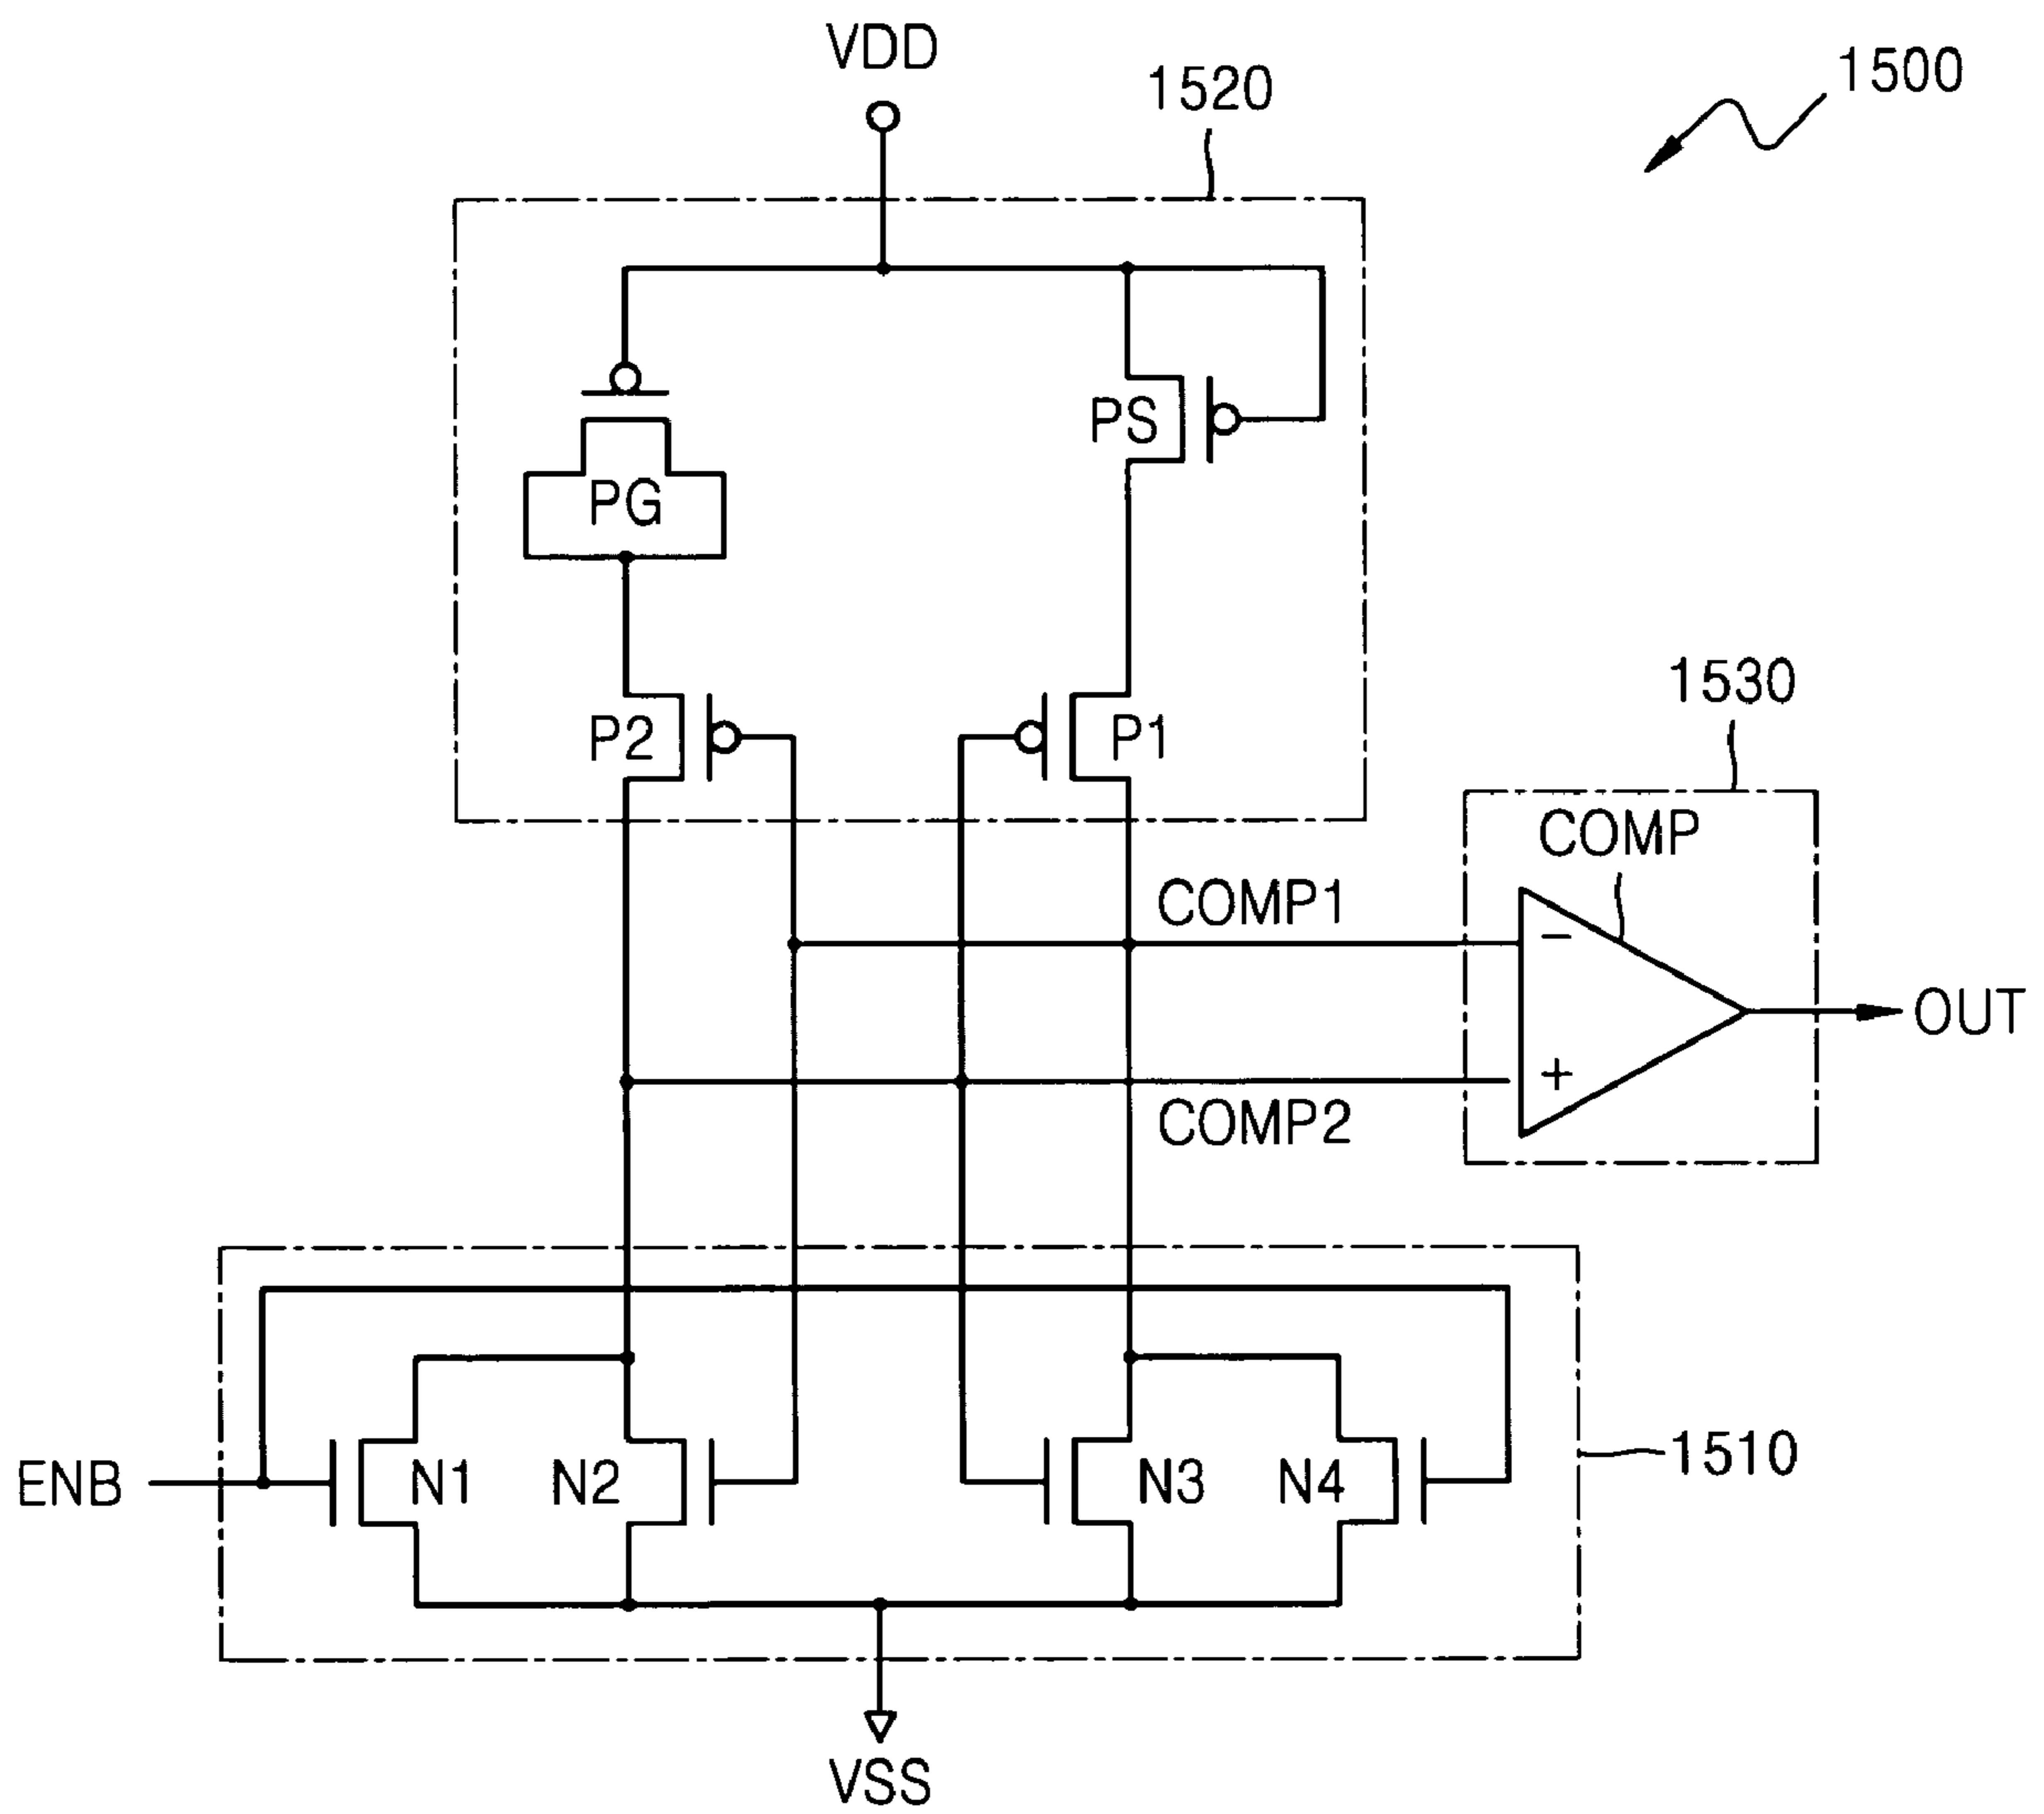 VDD
1520
1500
PS
PG
P2
P1
1530
COMP
COMP1
-
OUT
+
COMP2
ENB
N1
N2
N3
N4
1510
VSS